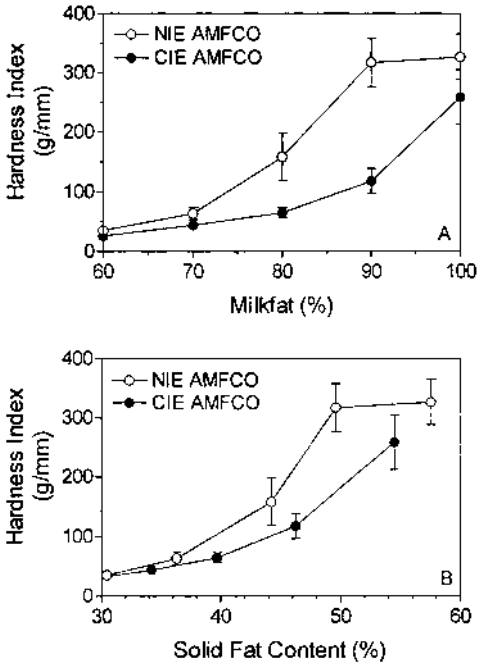 400
300
200
100
0
Hardness Index
(g/mm)
NIE AMFCO
CIE AMFCO
A
60 70 80 90 100
Milkfat (%)
400
300
200
100
0
Hardness Index
(g/mm)
NIE AMFCO
CIE AMFCO
B
30 40 50 60
Solid Fat Content (%)